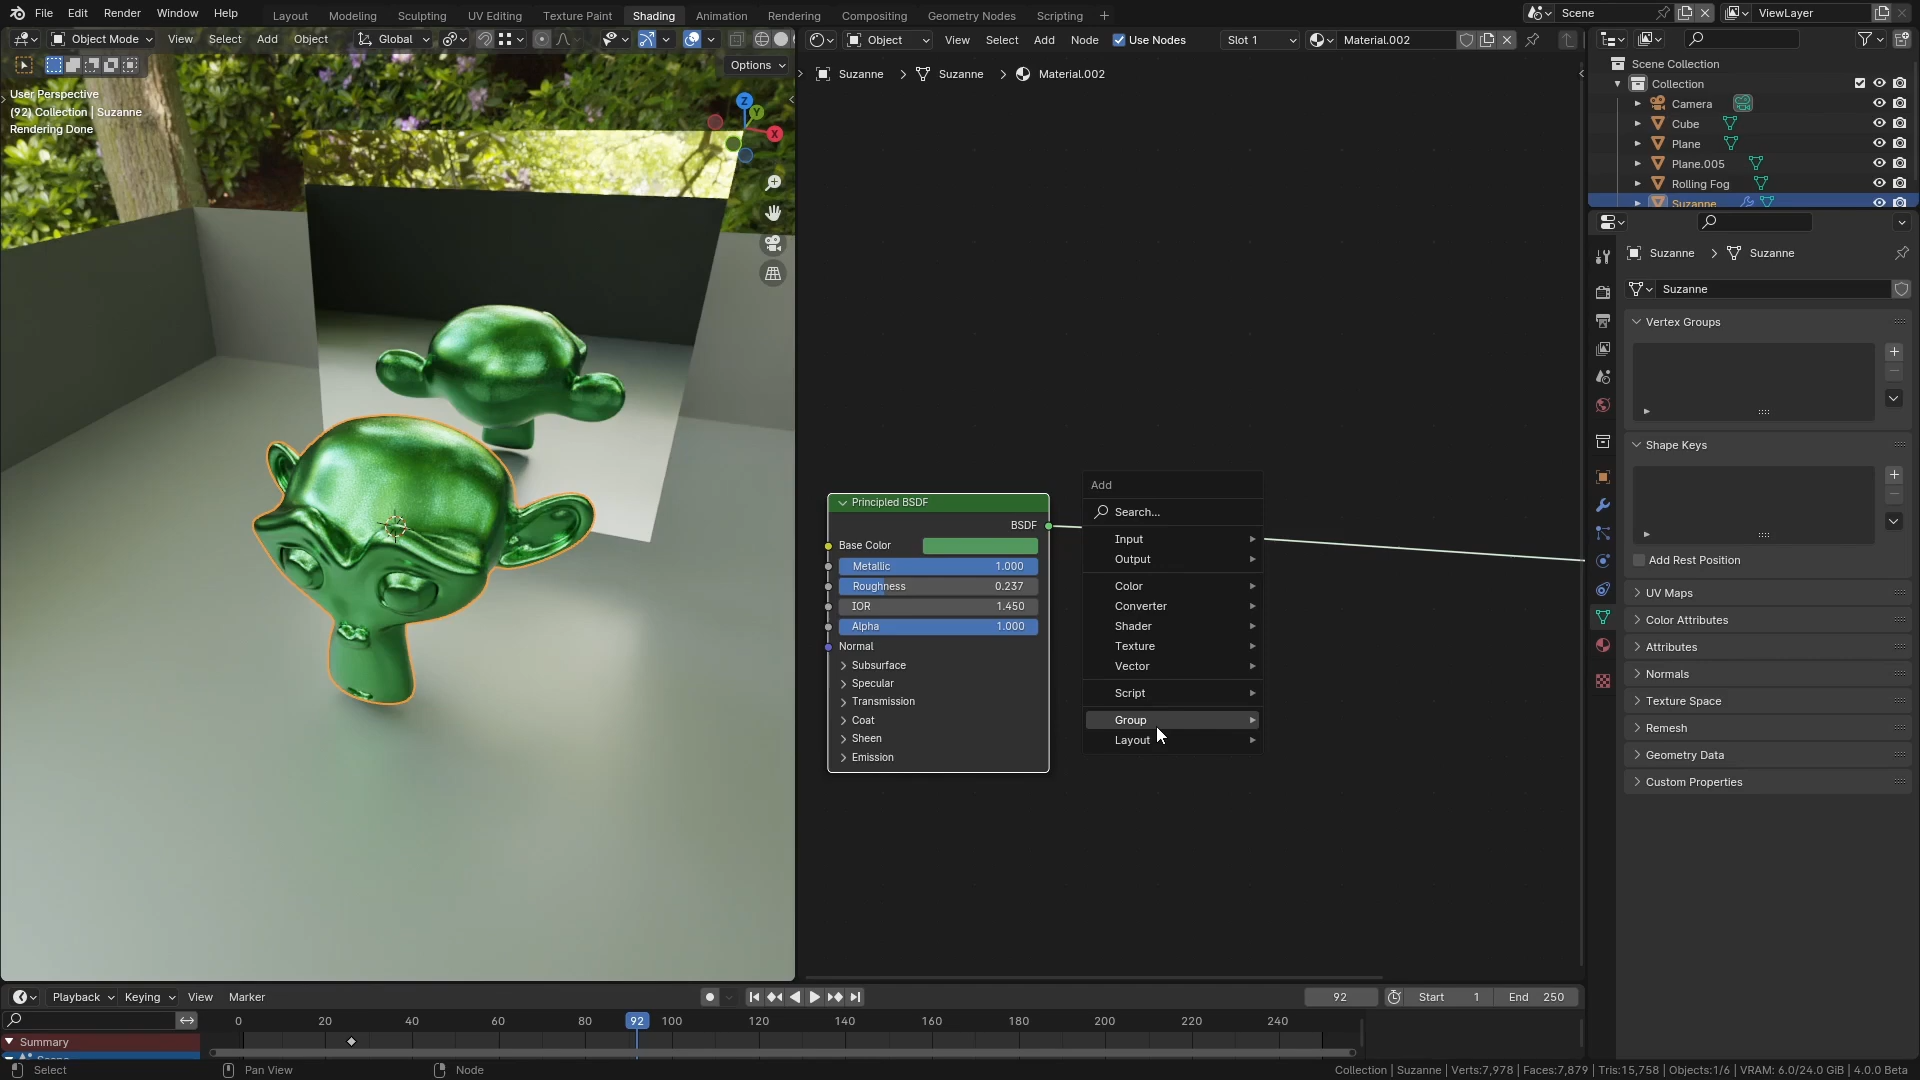 File Edit Render Window Help Layout Modeling Sculpting UV Editing Texture Paint Shading Animation Rendering Compositing Geometry Nodes Scripting + Scene ViewLayer
Object Mode View Select Add Object Global
Object View Select Add Node Use Nodes Slot 1 Material.002
Options
Suzanne > Suzanne > Material.002
User Perspective
(92) Collection | Suzanne
Rendering Done
Z
Y
X
Principled BSDF
BSDF
Base Color
Metallic 1.000
Roughness 0.237
IOR 1.450
Alpha 1.000
Normal
Subsurface
Specular
Transmission
Coat
Sheen
Emission
Add
Search...
Input
Output
Color
Converter
Shader
Texture
Vector
Script
Group
Layout
Scene Collection
Collection
Camera
Cube
Plane
Plane.005
Rolling Fog
Suzanne
Suzanne > Suzanne
Suzanne
Vertex Groups
Shape Keys
Add Rest Position
UV Maps
Color Attributes
Attributes
Normals
Texture Space
Remesh
Geometry Data
Custom Properties
Playback Keying View Marker 92 Start 1 End 250
0 20 40 60 80 92 100 120 140 160 180 200 220 240
Summary
Select Pan View Node Collection | Suzanne | Verts:7,978 | Faces:7,879 | Tris:15,758 | Objects:1/6 | VRAM: 6.0/24.0 GiB | 4.0.0 Beta